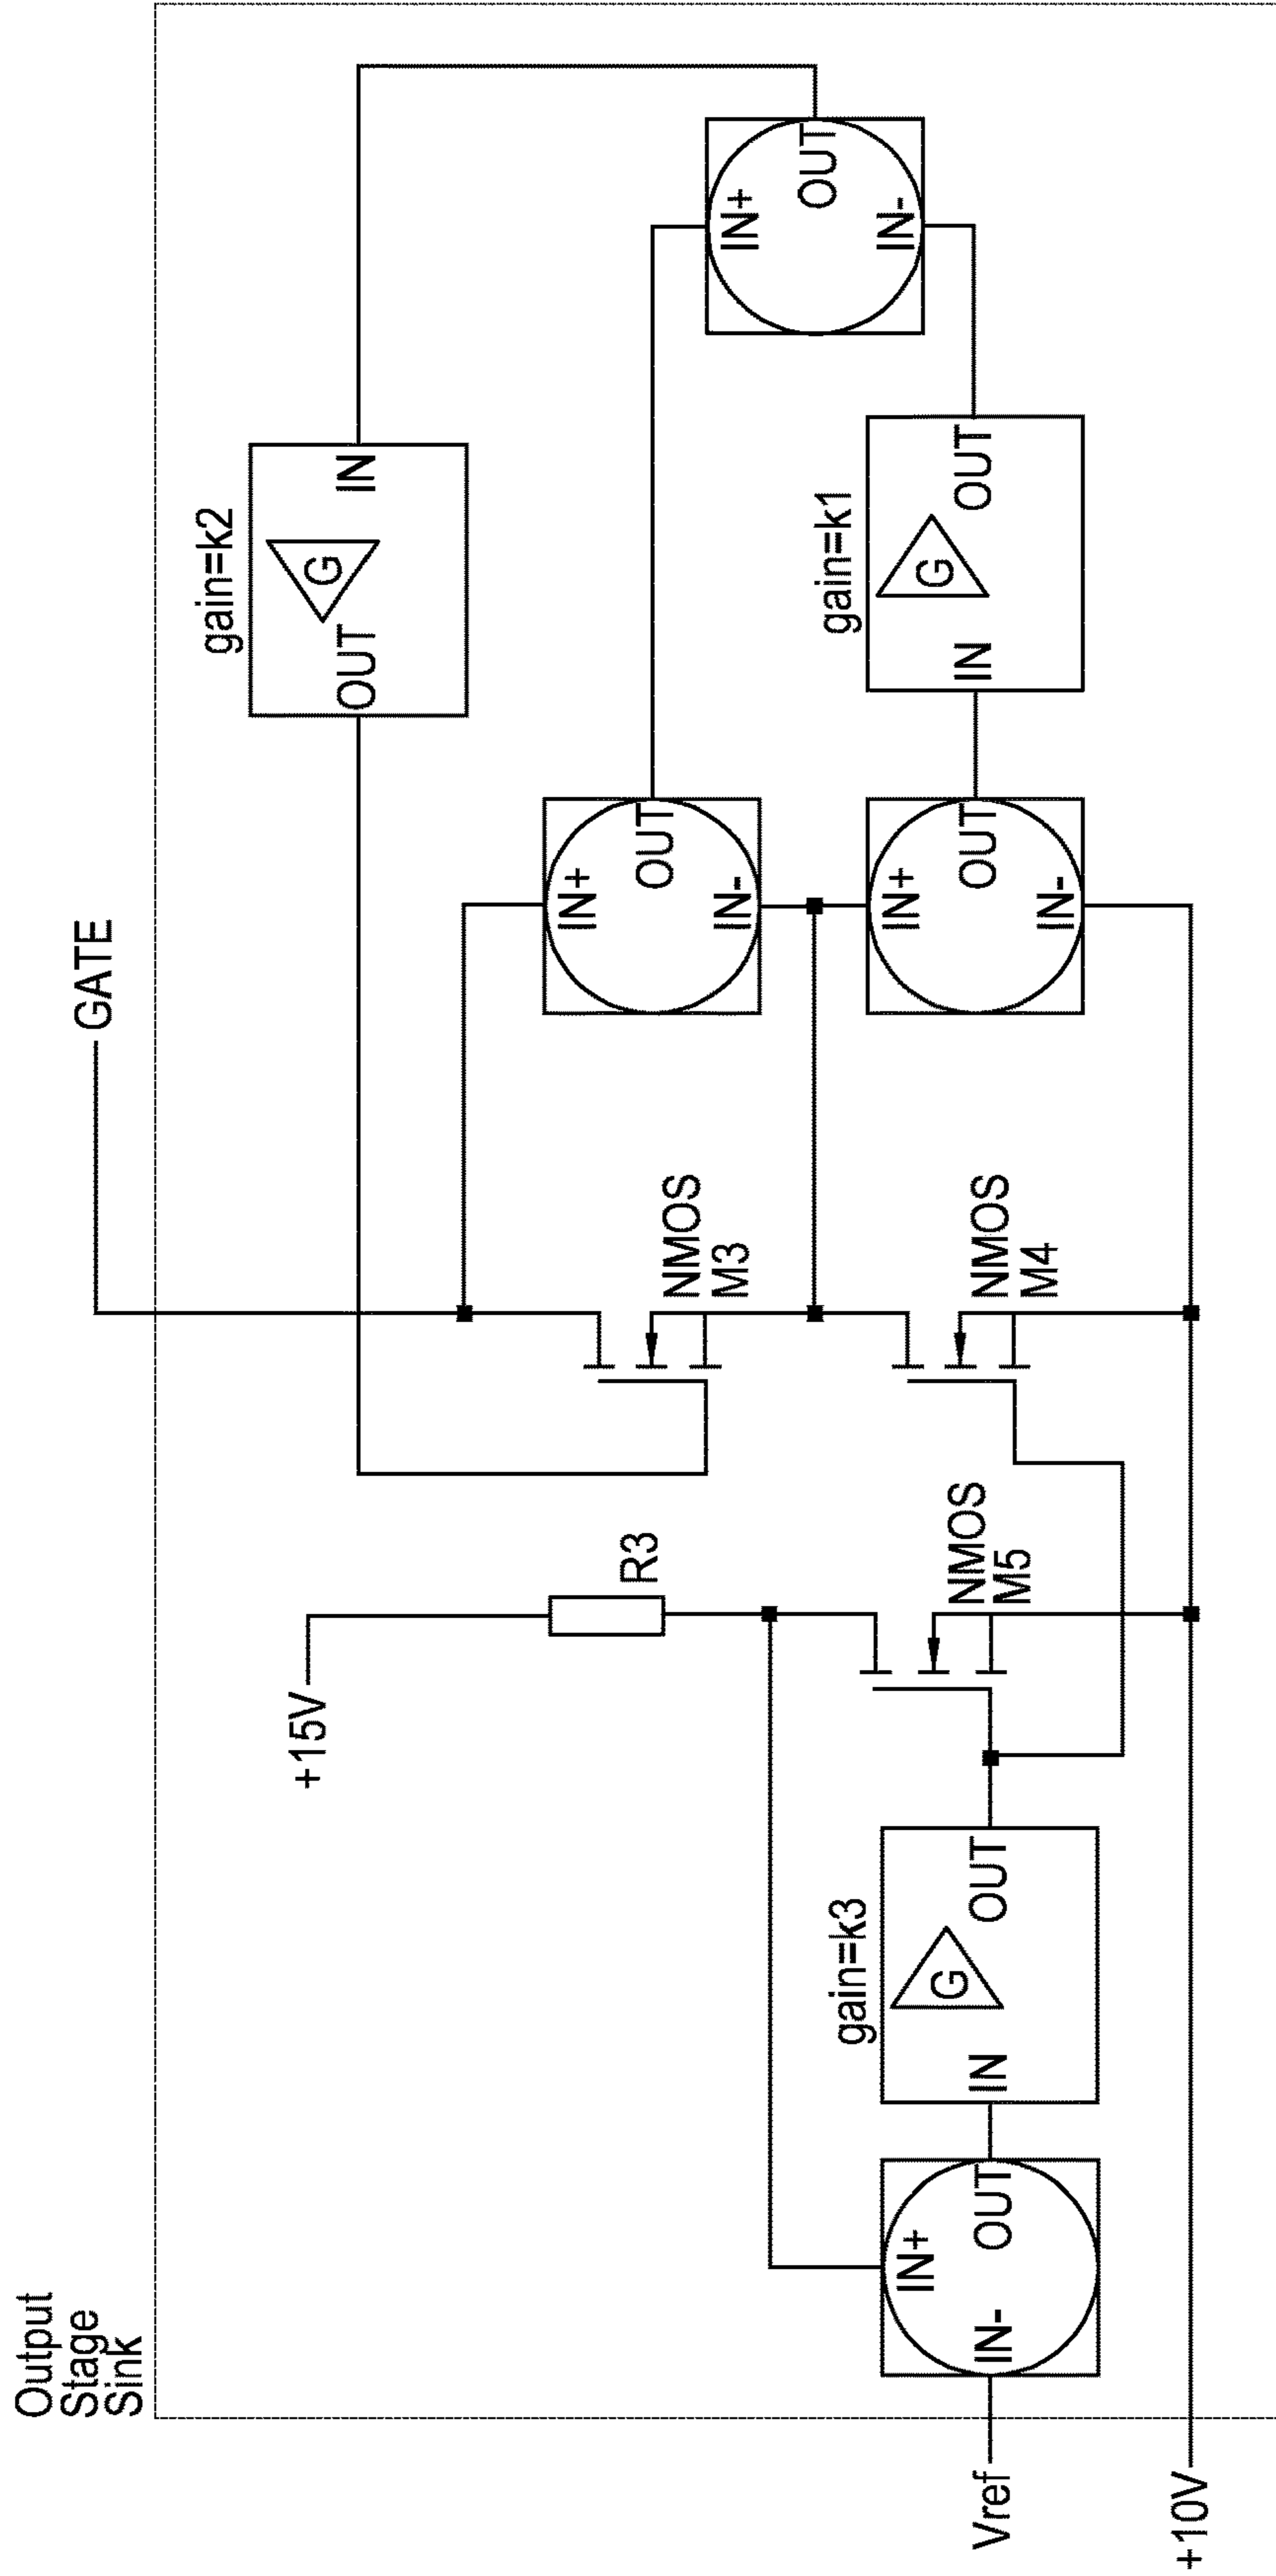 Output
Stage
Sink
GATE
gain=k2
OUT
G
IN
+15V
R3
NMOS
M3
IN+
OUT
IN-
IN+
OUT
IN-
gain=k3
IN+
IN-
OUT
IN
G
OUT
NMOS
M5
NMOS
M4
IN+
OUT
IN-
gain=k1
IN
G
OUT
Vref
+10V